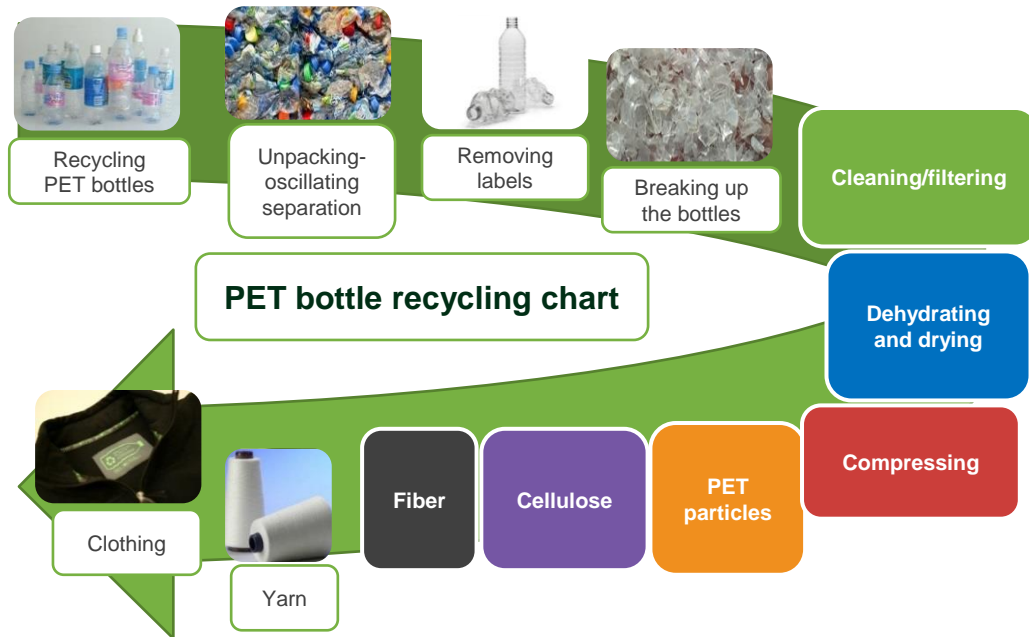 Recycling
PET bottles
Unpacking-
oscillating
separation
Removing
labels
Breaking up
the bottles
Cleaning/filtering
PET bottle recycling chart
Dehydrating
and drying
Compressing
PET
particles
Cellulose
Fiber
Yarn
Clothing